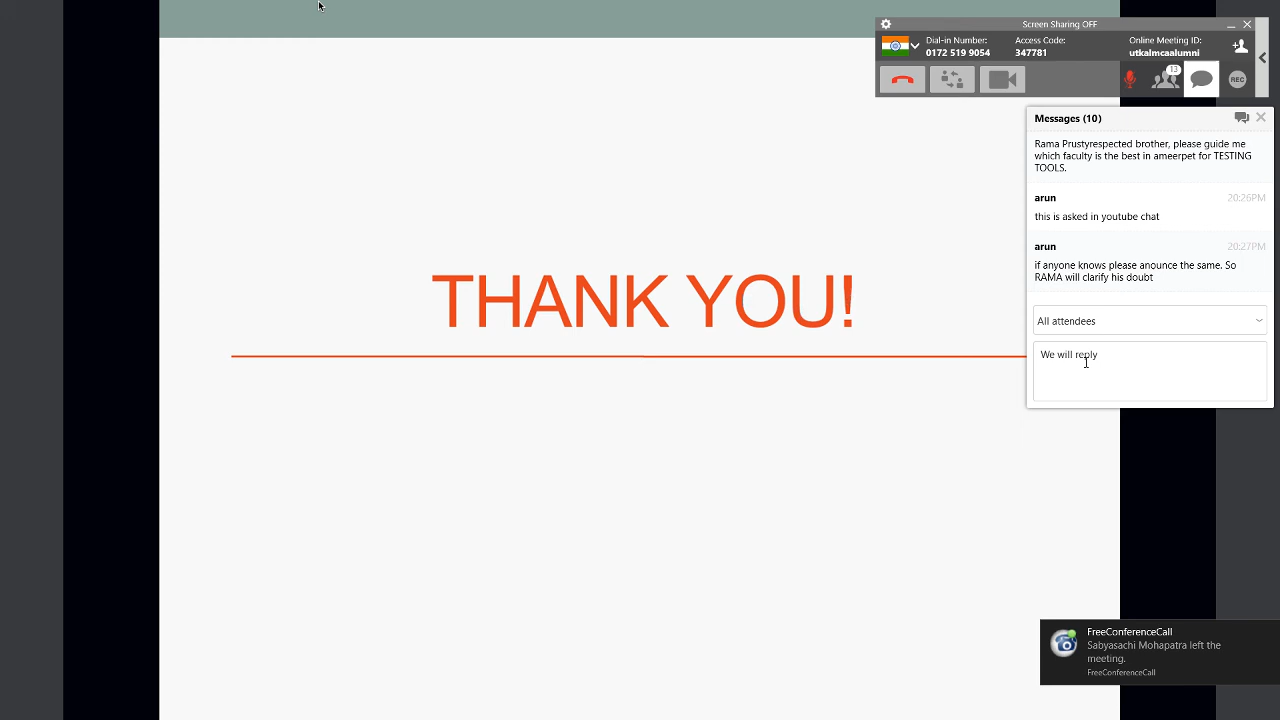 Screen Sharing OFF
Dial-in Number:
0172 519 9054
Access Code:
347781
Online Meeting ID:
utkalmcaalumni
13
REC
Messages (10)
Rama Prustyrespected brother, please guide me
which faculty is the best in ameerpet for TESTING
TOOLS.
arun
20:26PM
this is asked in youtube chat
arun
20:27PM
if anyone knows please anounce the same. So
RAMA will clarify his doubt
All attendees
We will reply
THANK YOU!
FreeConferenceCall
Sabyasachi Mohapatra left the
meeting.
FreeConferenceCall